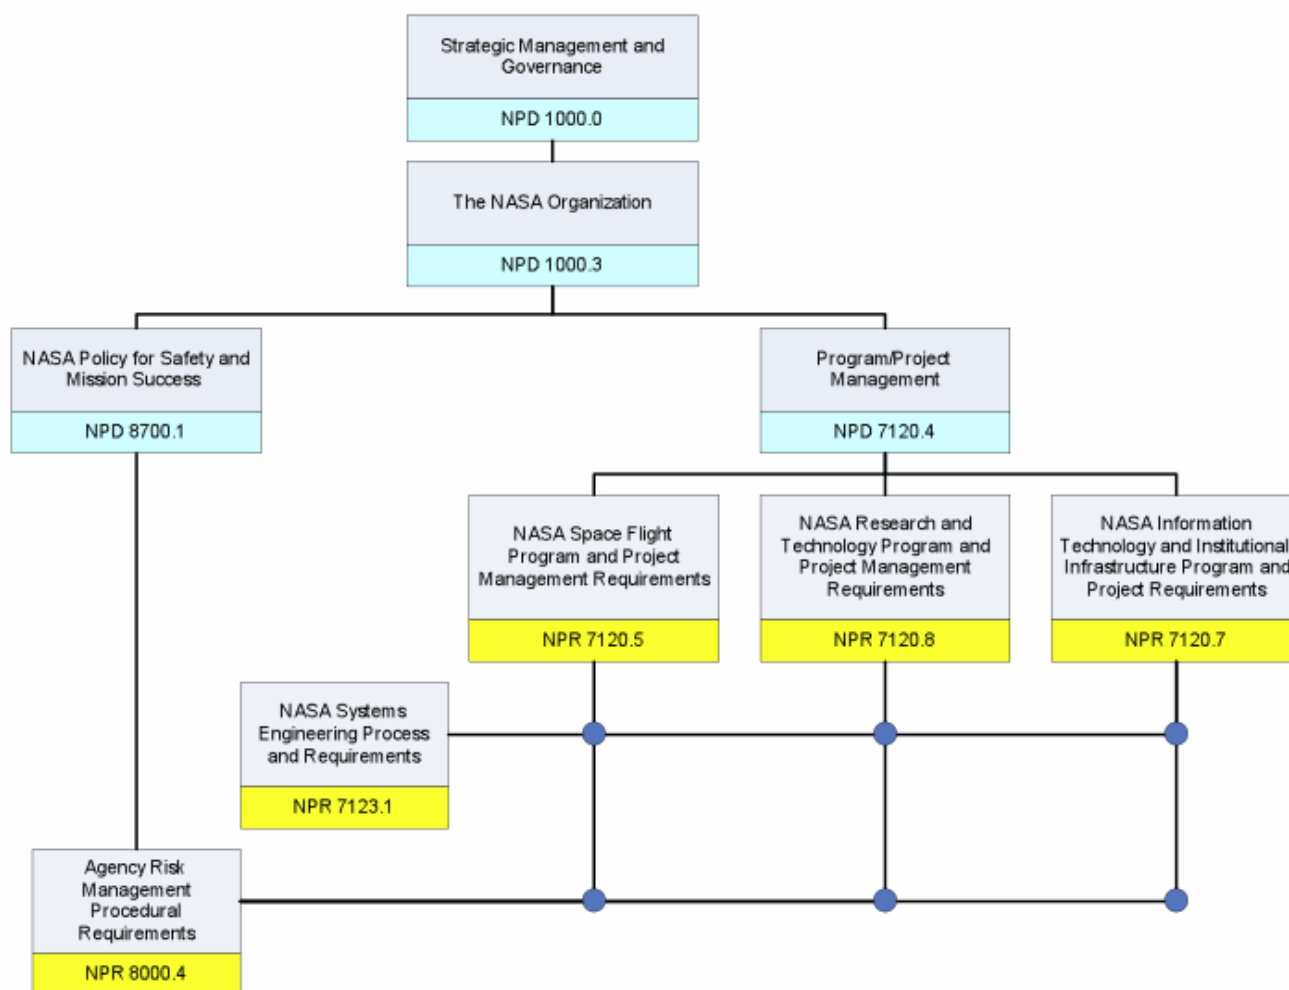 Strategic Management and
Governance
NPD 1000.0
The NASA Organization
NPD 1000.3
NASA Policy for Safety and
Mission Success
NPD 8700.1
Program/Project
Management
NPD 7120.4
NASA Space Flight
Program and Project
Management Requirements
NPR 7120.5
NASA Research and
Technology Program and
Project Management
Requirements
NPR 7120.8
NASA Information
Technology and Institutional
Infrastructure Program and
Project Requirements
NPR 7120.7
NASA Systems
Engineering Process
and Requirements
NPR 7123.1
Agency Risk
Management
Procedural
Requirements
NPR 8000.4